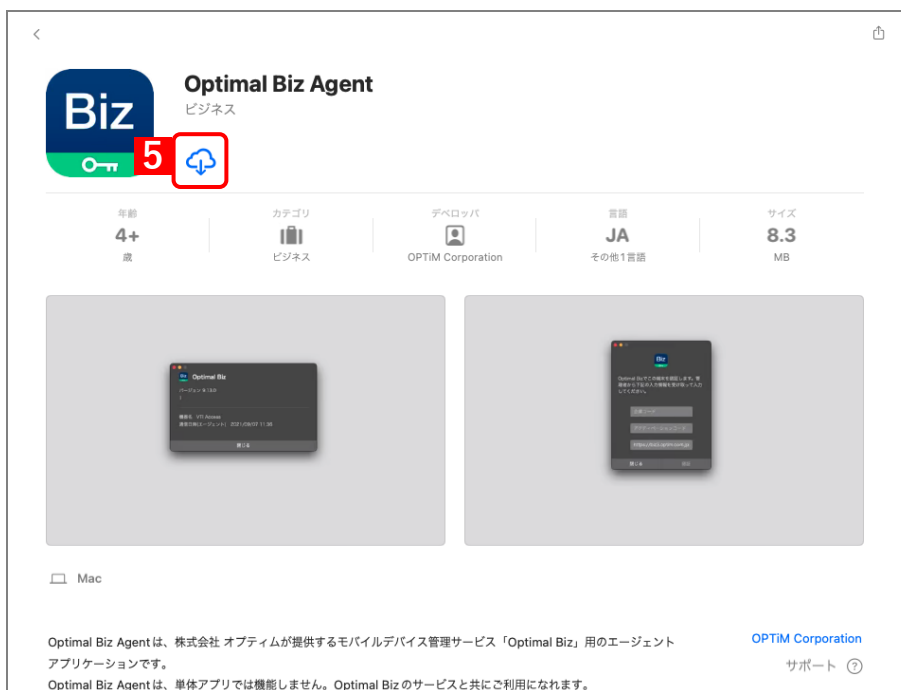 Optimal Biz Agent
ビジネス
Biz
5
年齢
4+
歳
カテゴリ
ビジネス
デベロッパ
OPTiM Corporation
言語
JA
その他1言語
サイズ
8.3
MB
Optimal Biz
閉じる
Biz
閉じる
Mac
Optimal Biz Agentは、株式会社 オプティムが提供するモバイルデバイス管理サービス「Optimal Biz」用のエージェント
アプリケーションです。
Optimal Biz Agentは、単体アプリでは機能しません。Optimal Bizのサービスと共にご利用になれます。
OPTiM Corporation
サポート